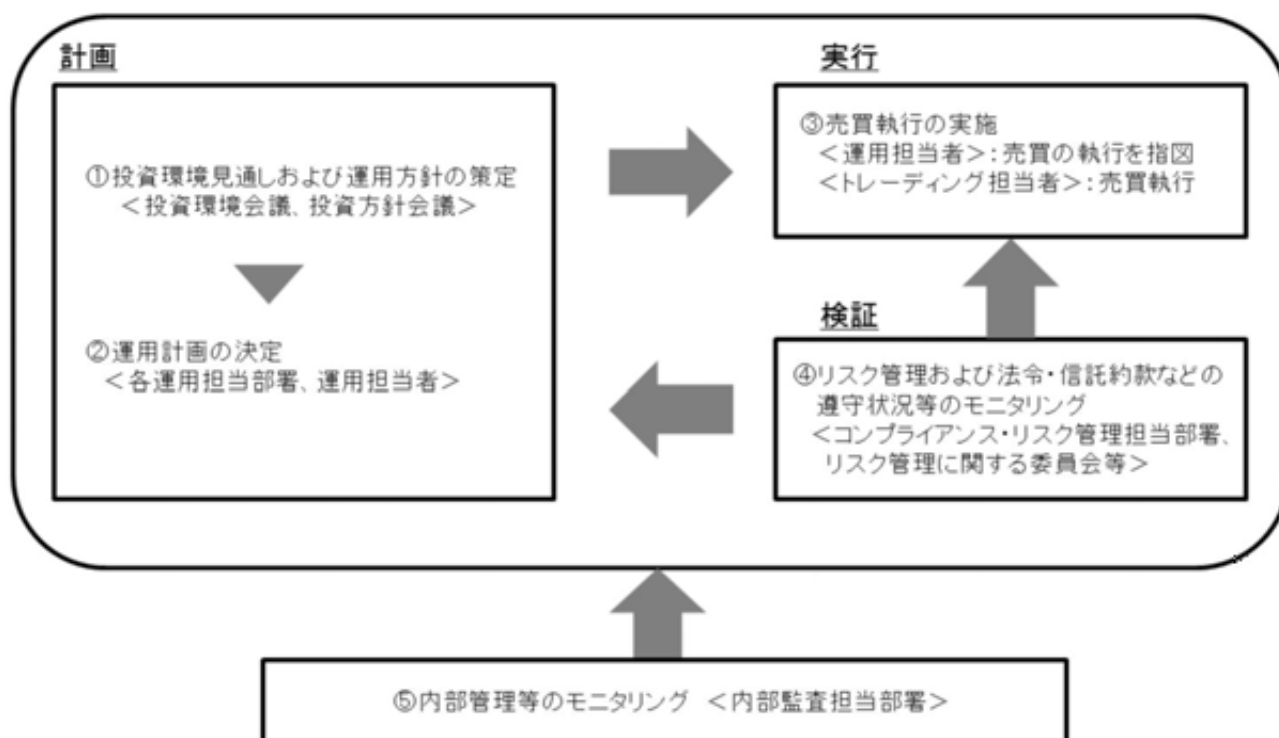 計画
①投資環境見通しおよび運用方針の策定
＜投資環境会議、投資方針会議＞
②運用計画の決定
＜各運用担当部署、運用担当者＞
実行
③売買執行の実施
＜運用担当者＞：売買の執行を指図
＜トレーディング担当者＞：売買執行
検証
④リスク管理および法令・信託約款などの
遵守状況等のモニタリング
＜コンプライアンス・リスク管理担当部署、
リスク管理に関する委員会等＞
⑤内部管理等のモニタリング ＜内部監査担当部署＞